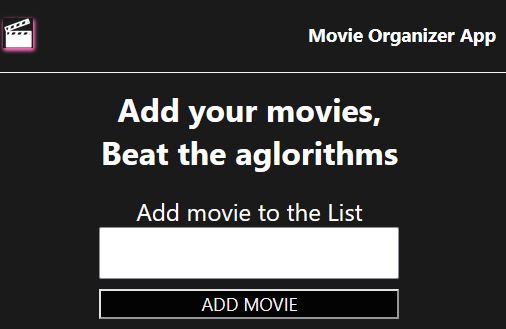 Movie Organizer App
Add your movies,
Beat the aglorithms
Add movie to the List
ADD MOVIE